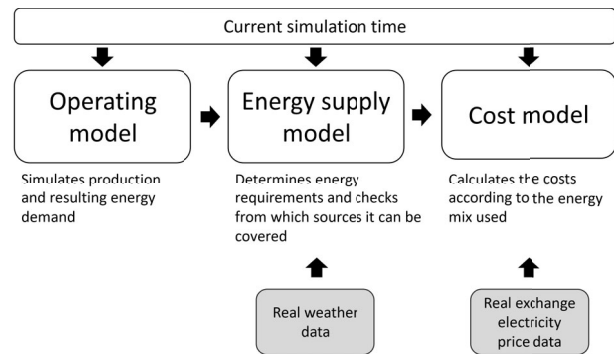 Current simulation time
Operating
model
Energy supply
model
Cost model
Simulates production
and resulting energy
demand
Determines energy
requirements and checks
from which sources it can be
covered
Calculates the costs
according to the energy
mix used
Real weather
data
Real exchange
electricity
price data